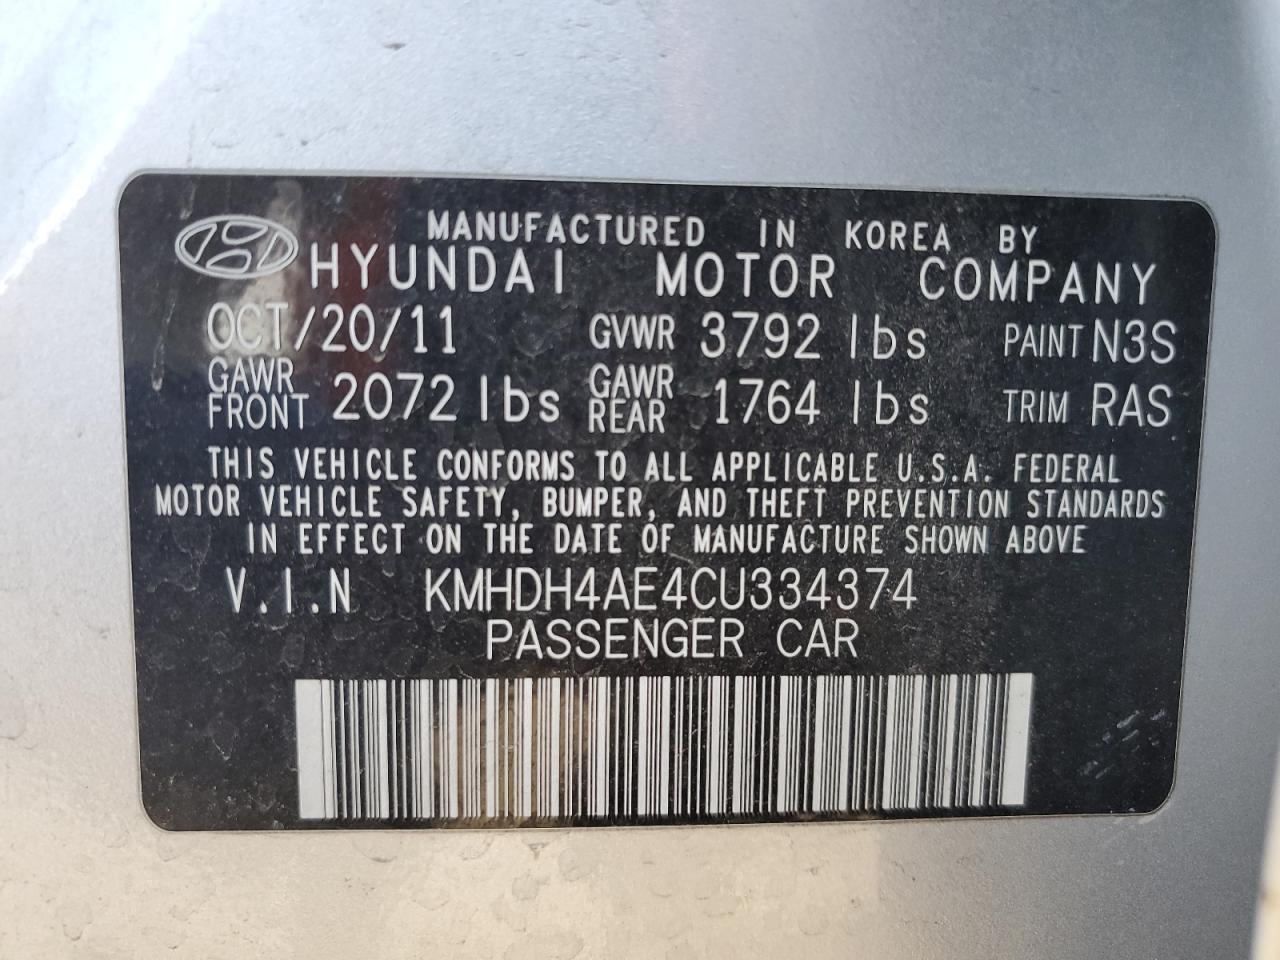 MANUFACTURED IN KOREA BY
HYUNDAI MOTOR COMPANY
OCT/20/11 GVWR 3792 lbs PAINT N3S
GAWR FRONT 2072 lbs GAWR REAR 1764 lbs TRIM RAS
THIS VEHICLE CONFORMS TO ALL APPLICABLE U.S.A. FEDERAL
MOTOR VEHICLE SAFETY, BUMPER, AND THEFT PREVENTION STANDARDS
IN EFFECT ON THE DATE OF MANUFACTURE SHOWN ABOVE
V.I.N KMHDH4AE4CU334374
PASSENGER CAR